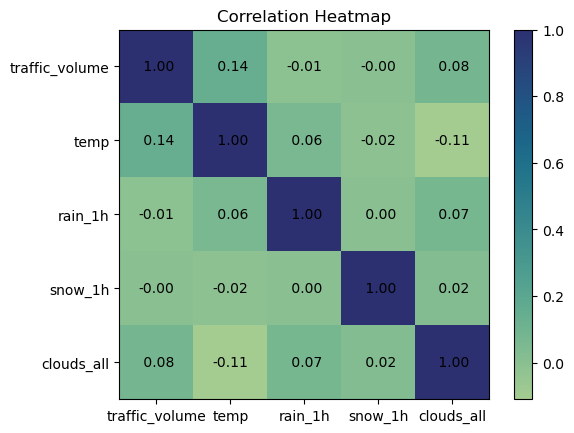 Correlation Heatmap
traffic_volume 1.00 0.14 -0.01 -0.00 0.08
temp 0.14 1.00 0.06 -0.02 -0.11
rain_1h -0.01 0.06 1.00 0.00 0.07
snow_1h -0.00 -0.02 0.00 1.00 0.02
clouds_all 0.08 -0.11 0.07 0.02 1.00
traffic_volume temp rain_1h snow_1h clouds_all
1.0
0.8
0.6
0.4
0.2
0.0